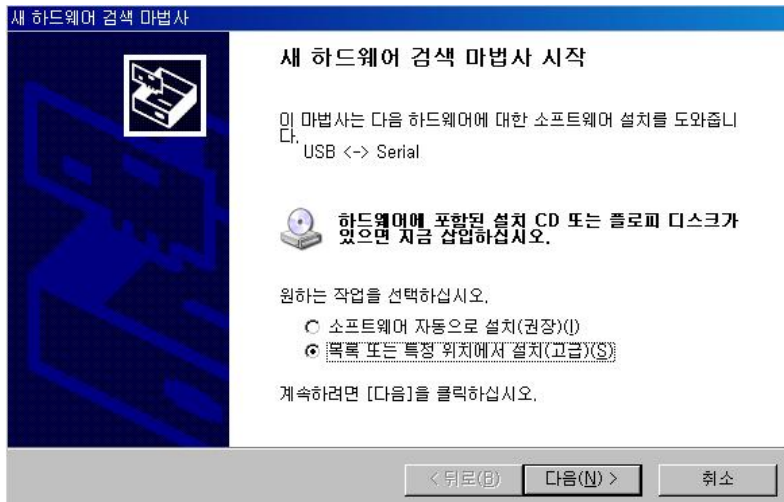 새 하드웨어 검색 마법사
새 하드웨어 검색 마법사 시작
이 마법사는 다음 하드웨어에 대한 소프트웨어 설치를 도와줍니
다.
USB <-> Serial
하드웨어에 포함된 설치 CD 또는 플로피 디스크가
있으면 지금 삽입하십시오.
원하는 작업을 선택하십시오.
소프트웨어 자동으로 설치(권장)(I)
목록 또는 특정 위치에서 설치(고급)(S)
계속하려면 [다음]을 클릭하십시오.
< 뒤로(B) 다음(N) > 취소